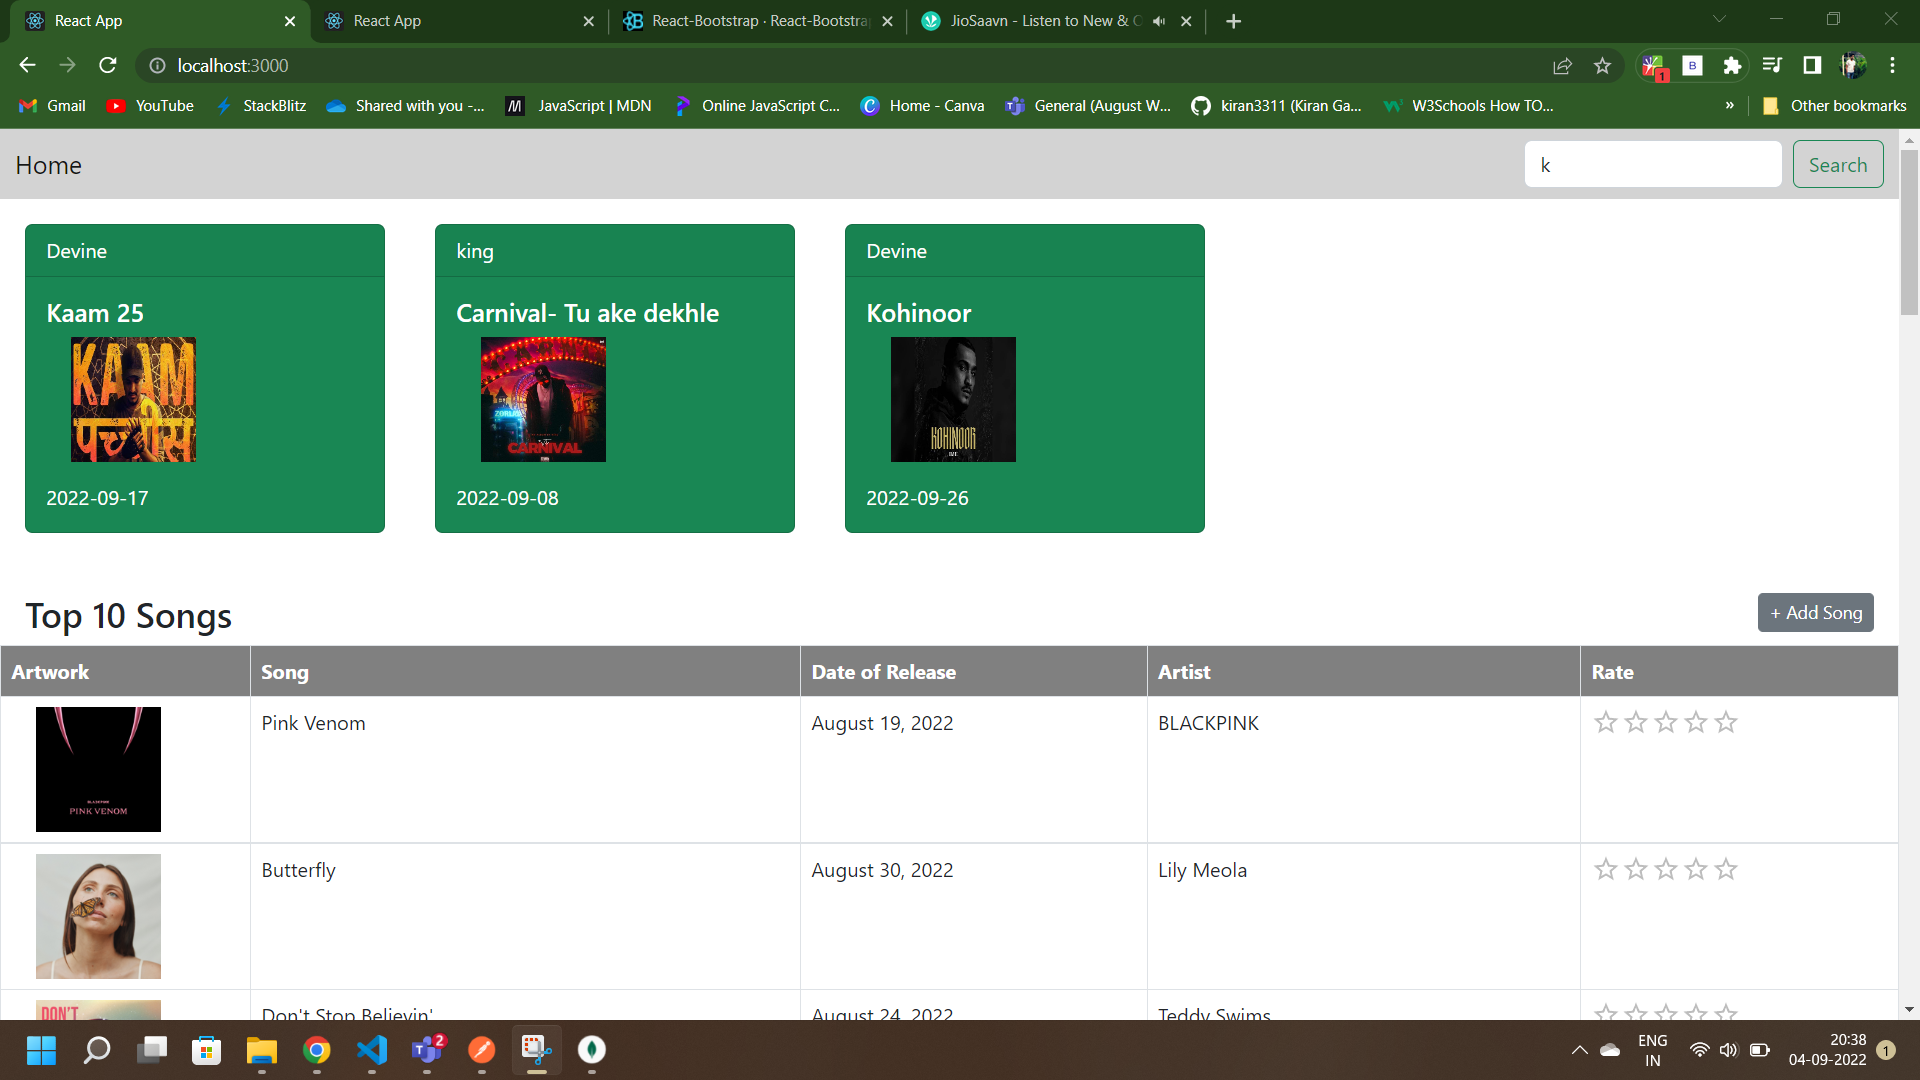 React App
React App
React-Bootstrap · React-Bootstra
JioSaavn - Listen to New & O
localhost:3000
1
B
Gmail
YouTube
StackBlitz
Shared with you -...
JavaScript | MDN
Online JavaScript C...
Home - Canva
General (August W...
kiran3311 (Kiran Ga...
W3Schools How TO...
»
Other bookmarks
Home
k
Search
Devine
Kaam 25
KAAM
पच्चीस
2022-09-17
king
Carnival- Tu ake dekhle
CARNIVAL
2022-09-08
Devine
Kohinoor
KOHINOOR
2022-09-26
Top 10 Songs
+ Add Song
Artwork Song Date of Release Artist Rate
PINK VENOM
Pink Venom August 19, 2022 BLACKPINK
Butterfly August 30, 2022 Lily Meola
DON'T
Don't Stop Believin' August 24, 2022 Teddy Swims
2
ENG
IN
20:38
04-09-2022
1